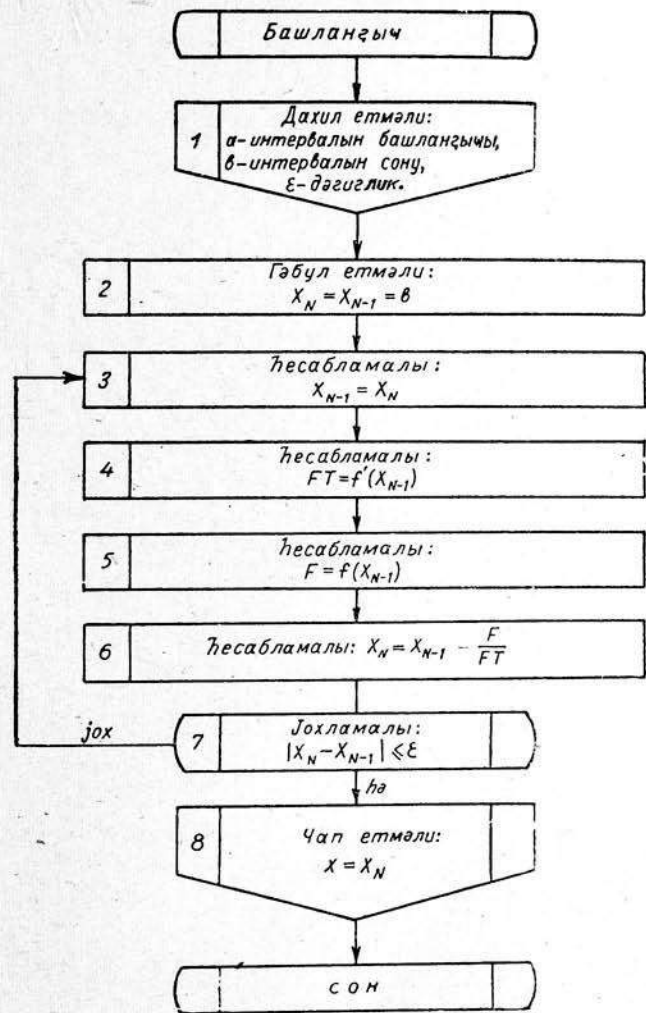 Башланғыч
1
Дахил етмәли:
а-интервалын башланғычы,
в-интервалын сону,
ε-дәгиглик.
2
Гәбул етмәли:
X_N = X_{N-1} = в
3
Һесабламалы:
X_{N-1} = X_N
4
Һесабламалы:
FT = f'(X_{N-1})
5
Һесабламалы:
F = f(X_{N-1})
6
Һесабламалы: X_N = X_{N-1} - F/FT
јох
7
Јохламалы:
|X_N - X_{N-1}| ⩽ ε
һә
8
Чап етмәли:
X = X_N
СОН